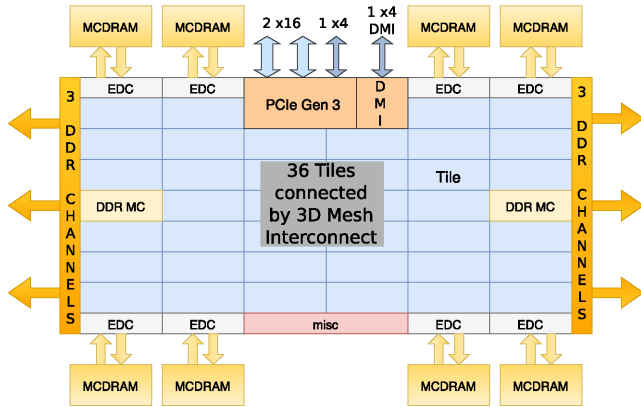 2 x16
1 x4
1 x4
DMI
MCDRAM
MCDRAM
MCDRAM
MCDRAM
EDC
EDC
EDC
EDC
PCIe Gen 3
D
M
I
3
D
D
R
C
H
A
N
N
E
L
S
3
D
D
R
C
H
A
N
N
E
L
S
36 Tiles
connected
by 3D Mesh
Interconnect
Tile
DDR MC
DDR MC
EDC
EDC
misc
EDC
EDC
MCDRAM
MCDRAM
MCDRAM
MCDRAM